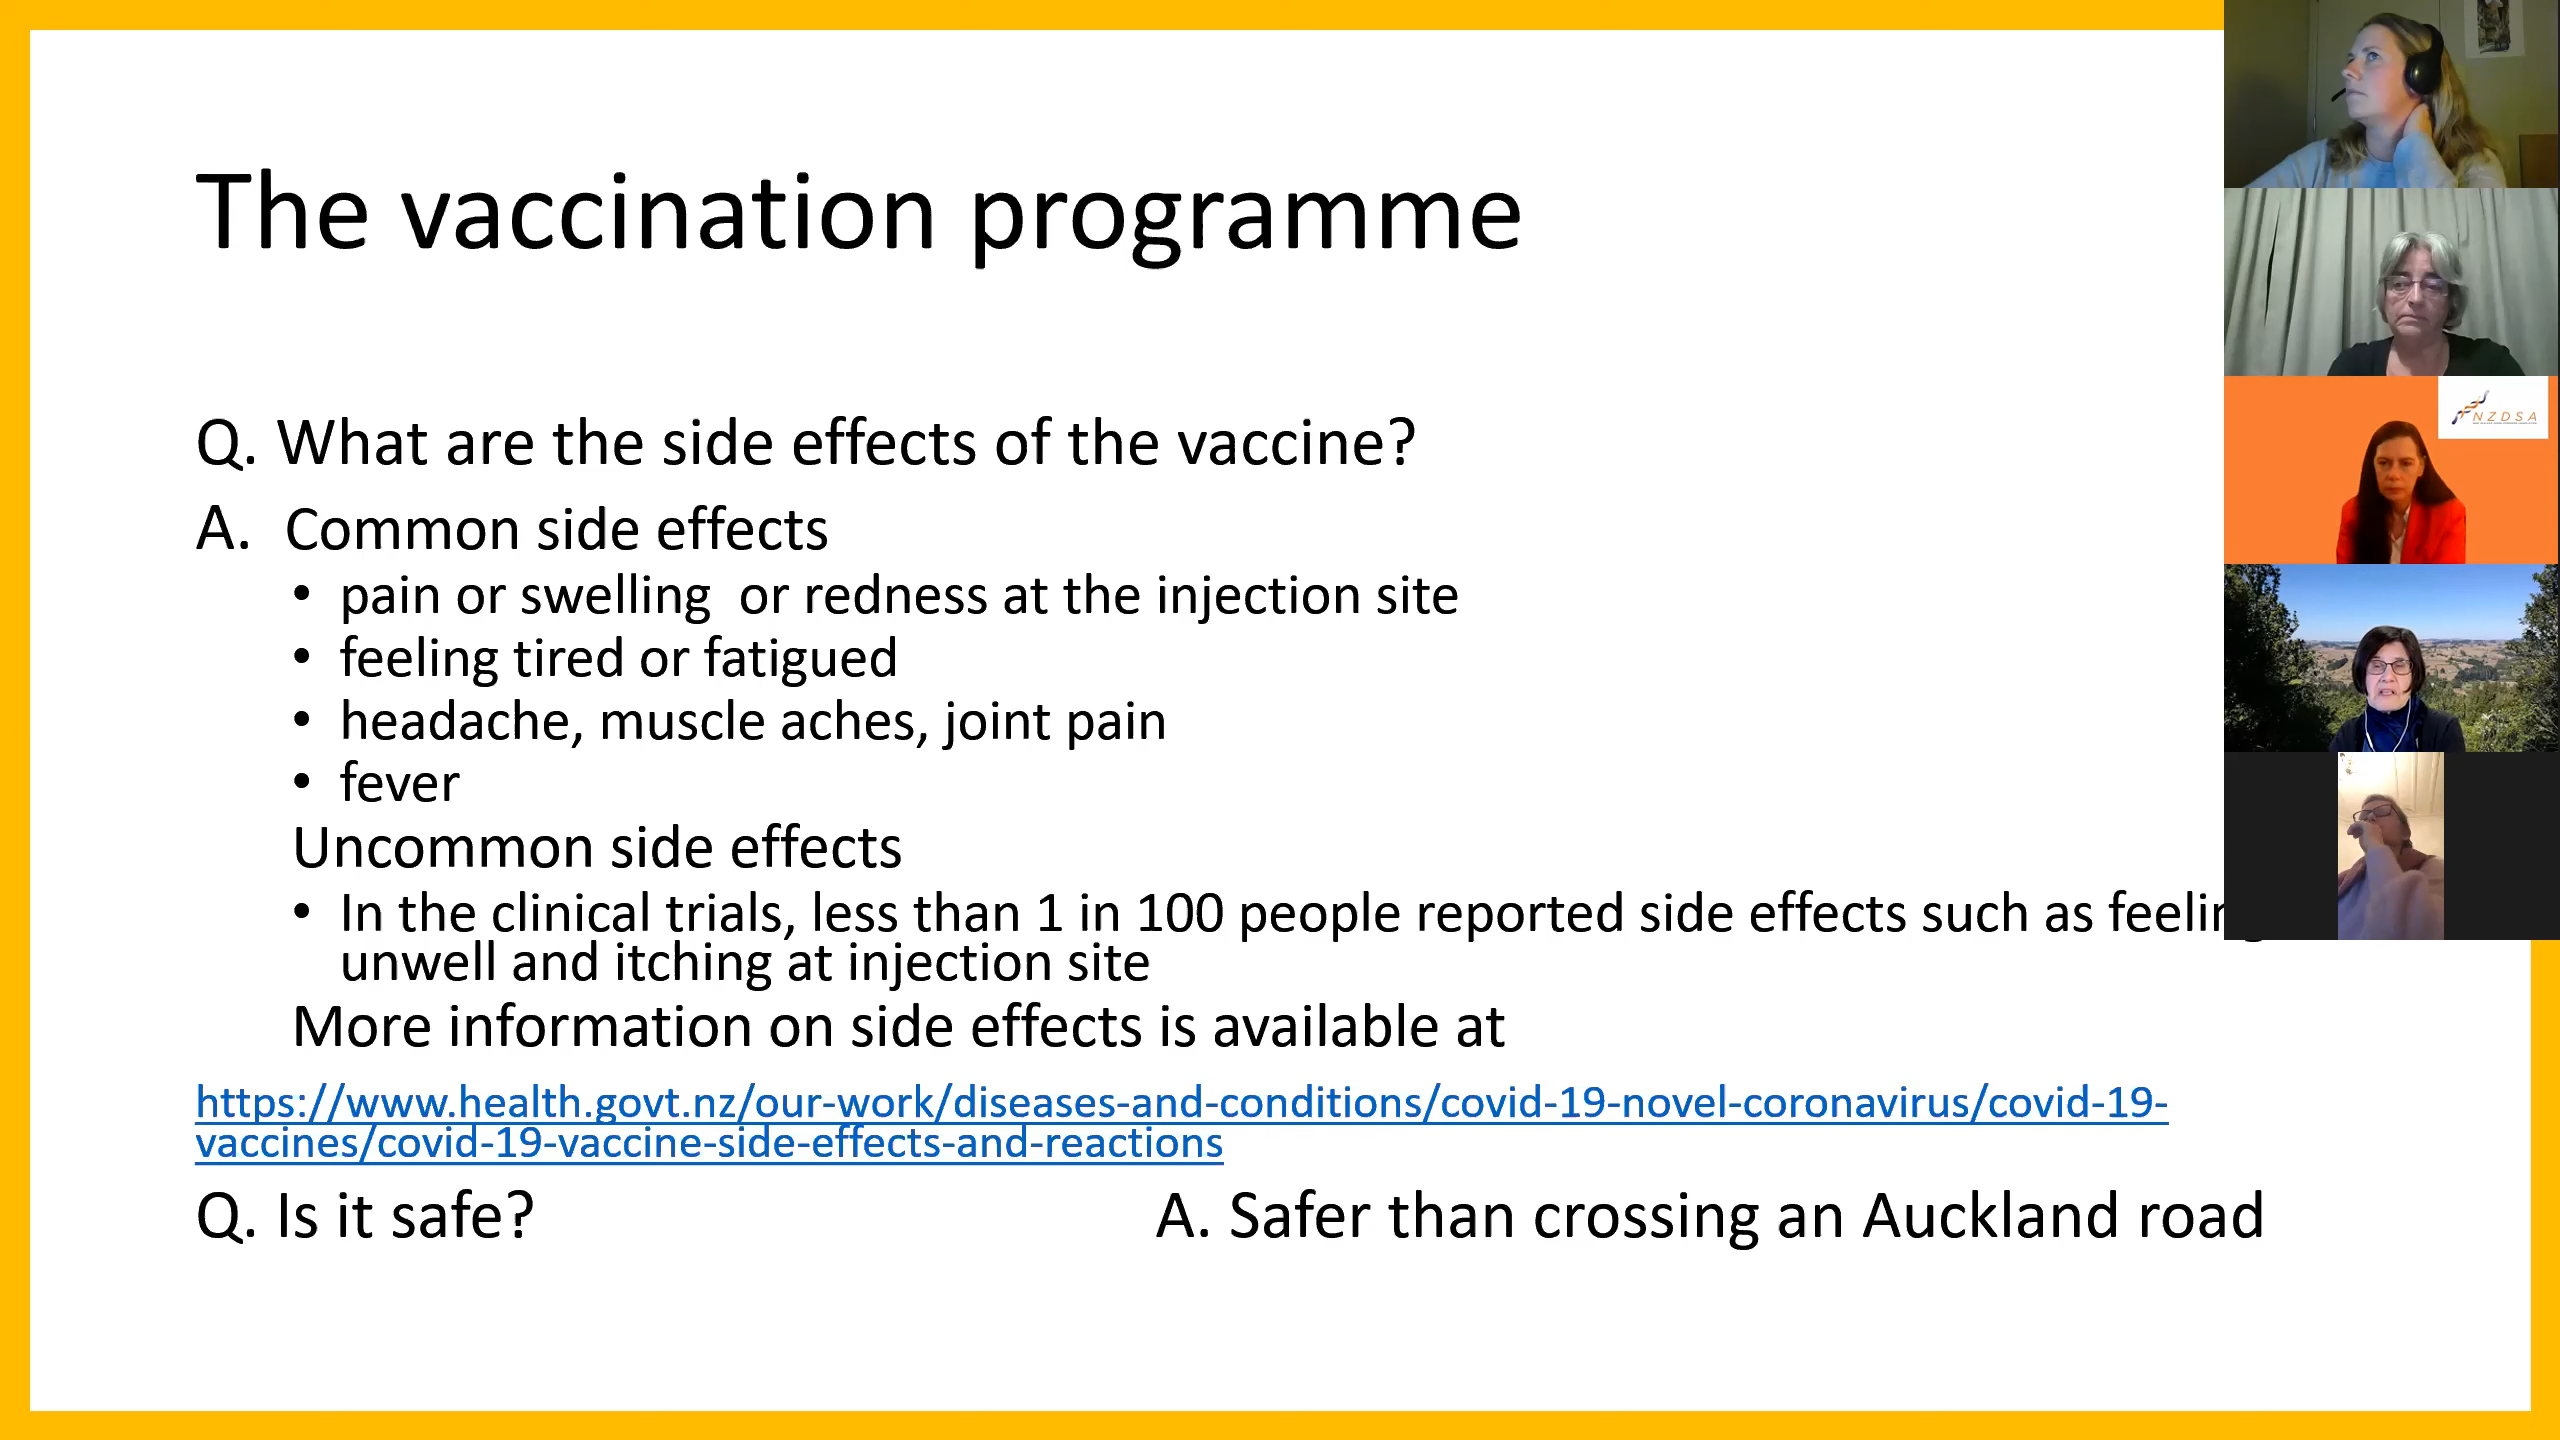 The vaccination programme
Q. What are the side effects of the vaccine?
A. Common side effects
• pain or swelling or redness at the injection site
• feeling tired or fatigued
• headache, muscle aches, joint pain
• fever
Uncommon side effects
• In the clinical trials, less than 1 in 100 people reported side effects such as feeling
unwell and itching at injection site
More information on side effects is available at
https://www.health.govt.nz/our-work/diseases-and-conditions/covid-19-novel-coronavirus/covid-19-
vaccines/covid-19-vaccine-side-effects-and-reactions
Q. Is it safe? A. Safer than crossing an Auckland road
NZDSA